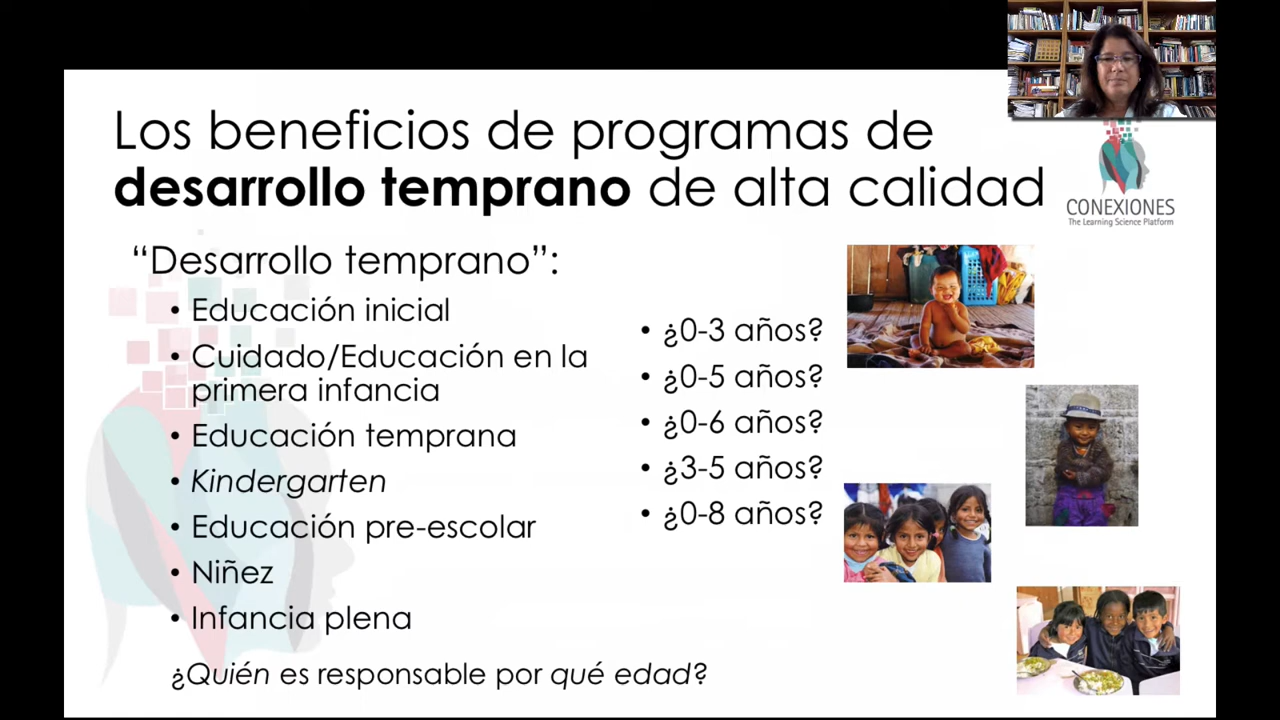 Los beneficios de programas de
desarrollo temprano de alta calidad
CONEXIONES
The Learning Science Platform
“Desarrollo temprano”:
• Educación inicial
• Cuidado/Educación en la
primera infancia
• Educación temprana
• Kindergarten
• Educación pre-escolar
• Niñez
• Infancia plena
• ¿0-3 años?
• ¿0-5 años?
• ¿0-6 años?
• ¿3-5 años?
• ¿0-8 años?
¿Quién es responsable por qué edad?